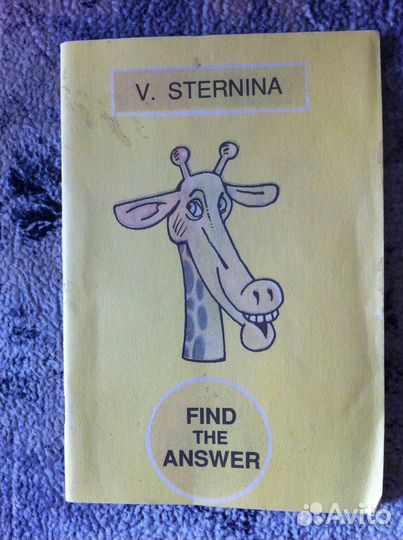 V. STERNINA
FIND
THE
ANSWER
Avito